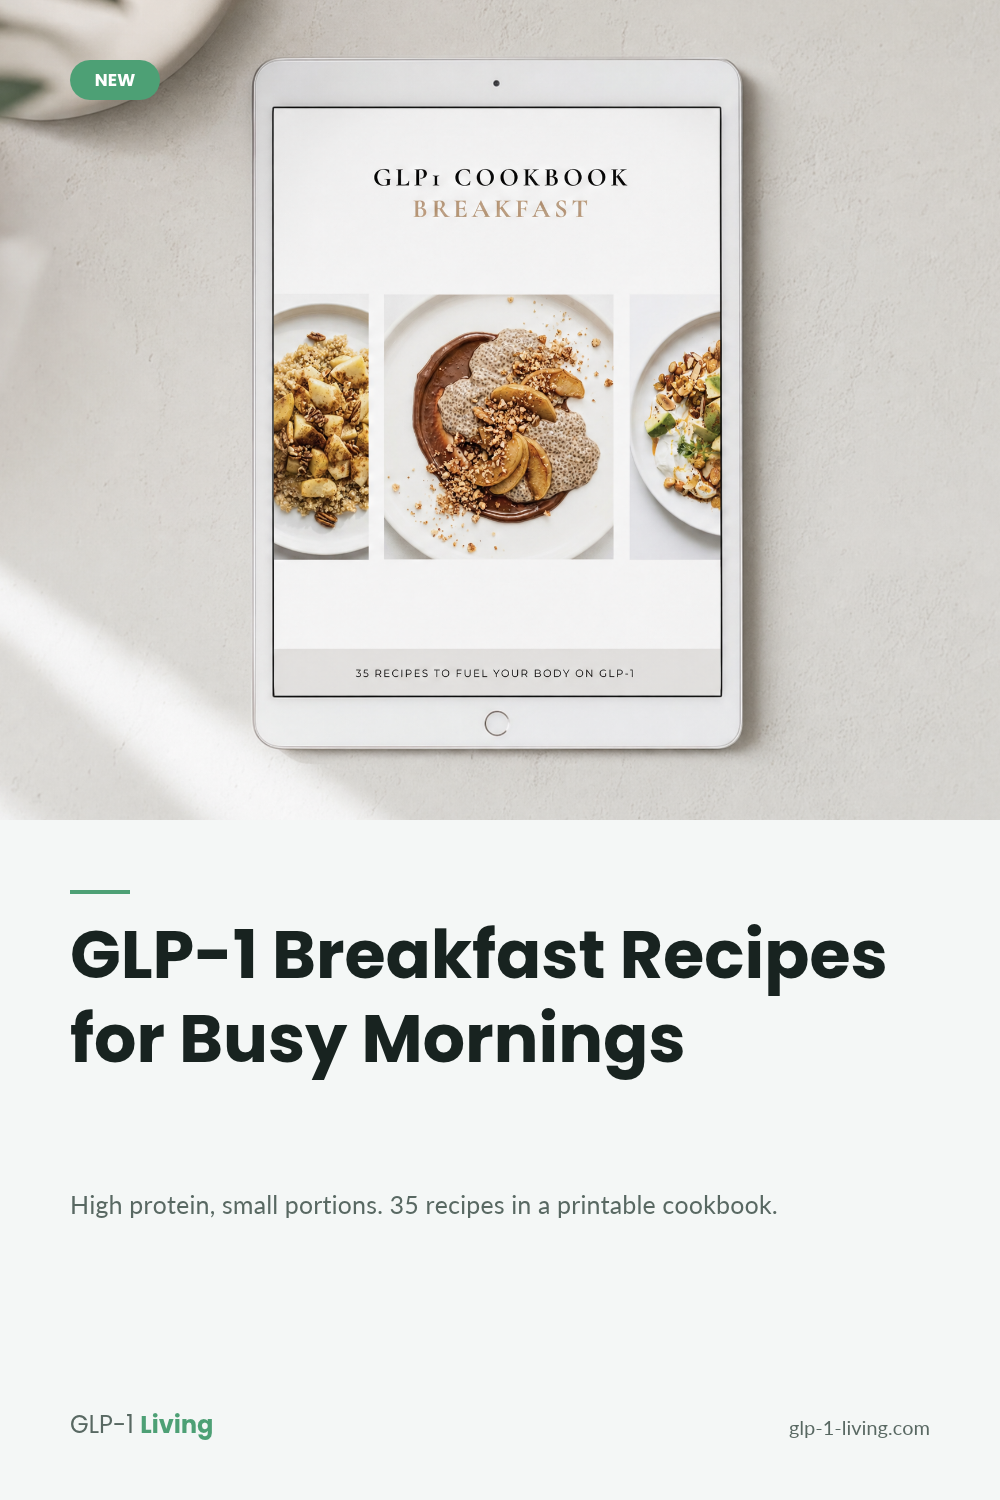 NEW
GLP1 COOKBOOK
BREAKFAST
35 RECIPES TO FUEL YOUR BODY ON GLP-1
GLP-1 Breakfast Recipes
for Busy Mornings
High protein, small portions. 35 recipes in a printable cookbook.
GLP-1 Living
glp-1-living.com